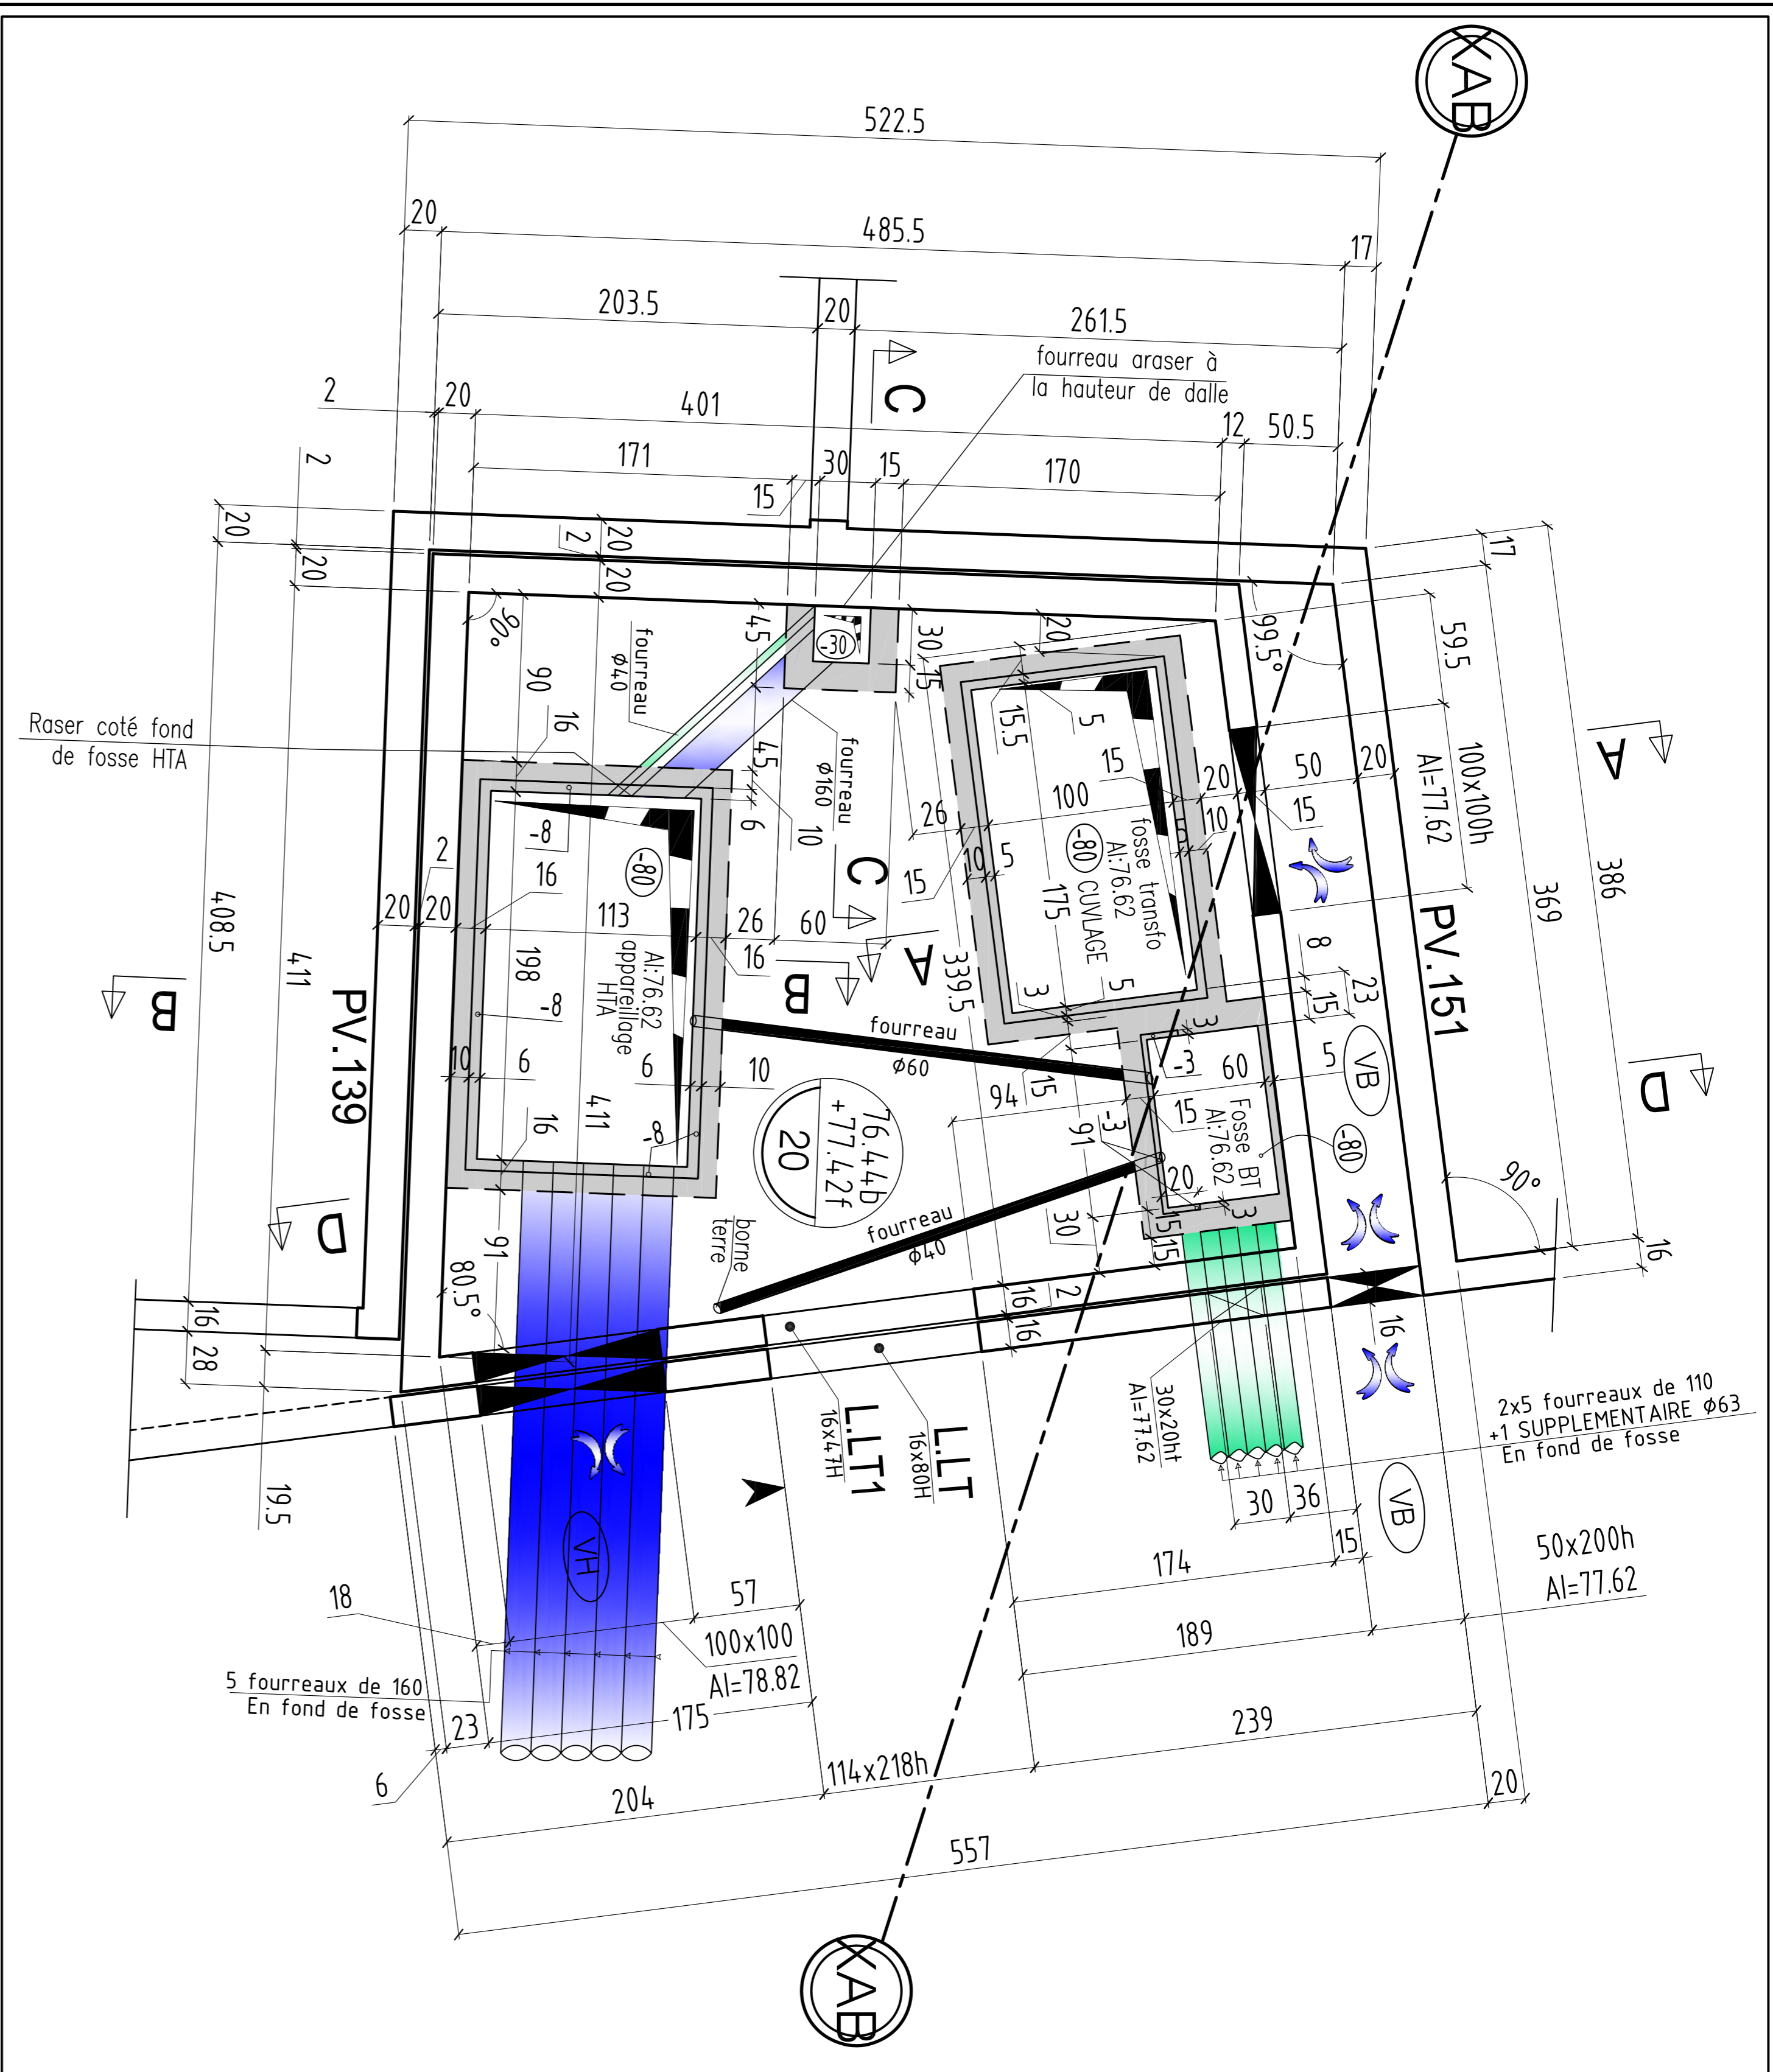 XAB
522.5
20
485.5
17
203.5
20
261.5
C
fourreau araser à
la hauteur de dalle
2
20
401
12
50.5
2
171
30
15
170
15
20
20
2
20
20
20
90°
45
-30
30
15
20
99.5°
17
59.5
A
fourreau
Ø40
90
16
Raser coté fond
de fosse HTA
45
6
10
fourreau
Ø160
15.5
5
15
100
26
20
50
20
15
10
10
100x100h
Al=77.62
386
369
PV.151
fosse transfo
Al:76.62
-80
CUVLAGE
175
5
5
3
10
15
-8
-80
16
2
20
20
113
16
26
60
C
A
B
339.5
8
23
15
408.5
411
B
PV.139
198
Al:76.62
appareillage
HTA
-8
10
6
6
10
411
16
-8
fourreau
Ø60
3
-3
60
5
VB
D
15
94
-3
15
91
20
Fosse BT
Al:76.62
-80
3
15
15
30
76.44b
+77.42f
20
90°
16
D
91
80.5°
borne
terre
fourreau
Ø40
16
16
2
16
16
28
19.5
L.LT1
16x47H
L.LT
16x80H
30x20ht
Al=77.62
2x5 fourreaux de 110
+1 SUPPLEMENTAIRE Ø63
En fond de fosse
30
36
15
VB
174
189
50x200h
Al=77.62
VH
18
57
100x100
Al=78.82
5 fourreaux de 160
En fond de fosse
23
175
6
204
114x218h
239
20
557
XAB